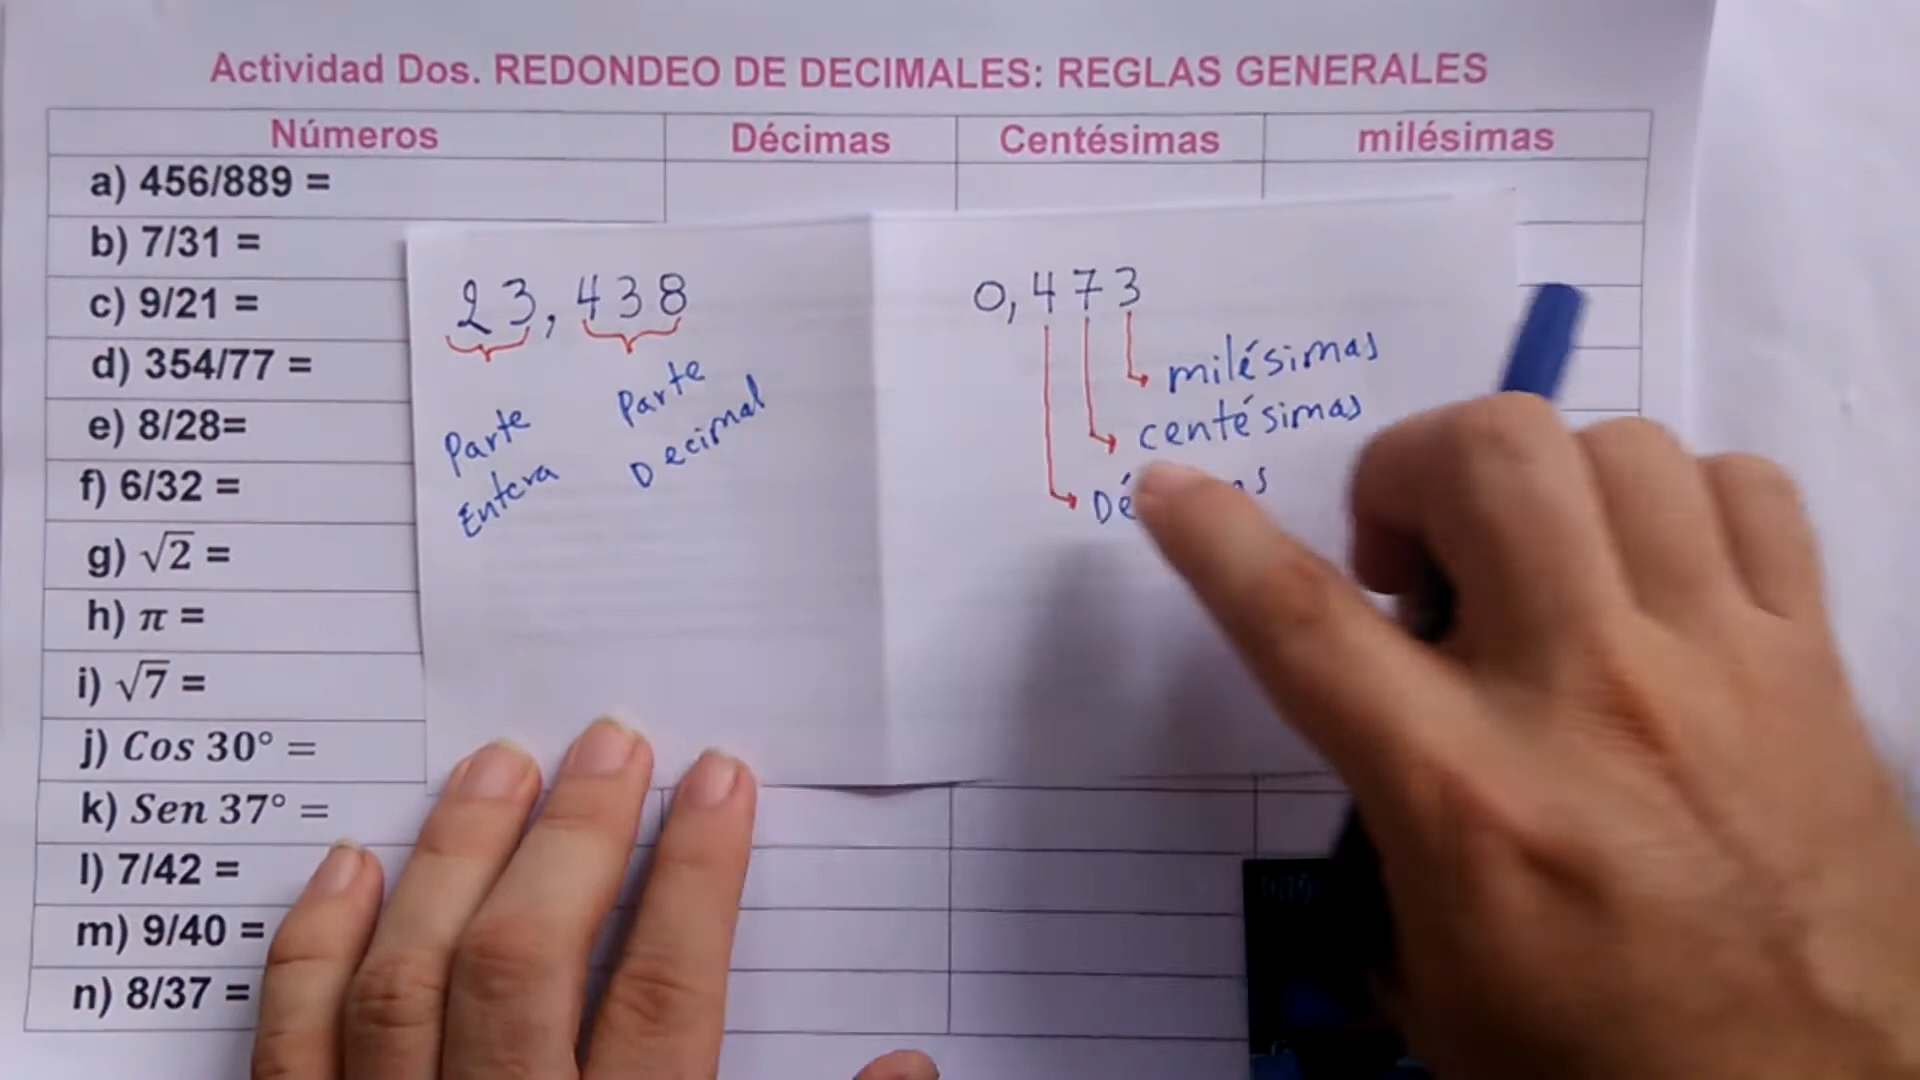 Actividad Dos. REDONDEO DE DECIMALES: REGLAS GENERALES
Números Décimas Centésimas milésimas
a) 456/889 =
b) 7/31 =
c) 9/21 =
d) 354/77 =
e) 8/28=
f) 6/32 =
g) √2 =
h) π =
i) √7 =
j) Cos 30° =
k) Sen 37° =
l) 7/42 =
m) 9/40 =
n) 8/37 =
23,438
Parte
Entera
Parte
Decimal
0,473
milésimas
centésimas